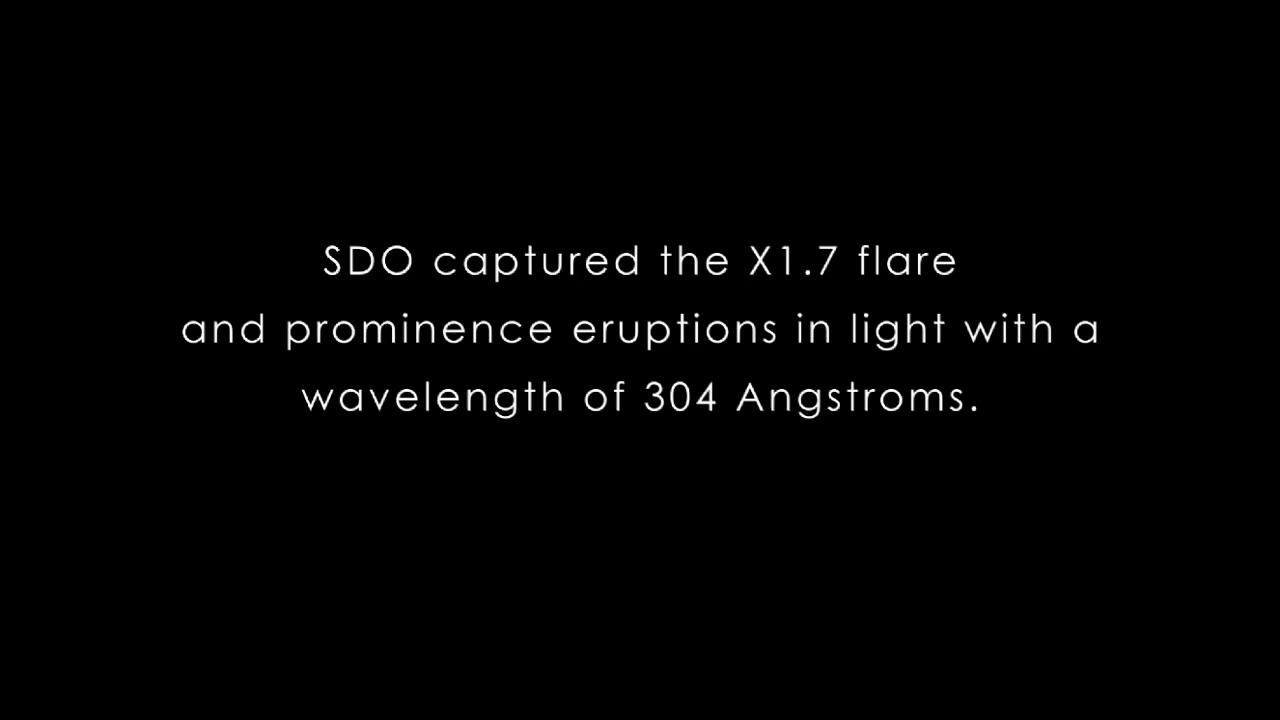 SDO captured the X1.7 flare
and prominence eruptions in light with a
wavelength of 304 Angstroms.